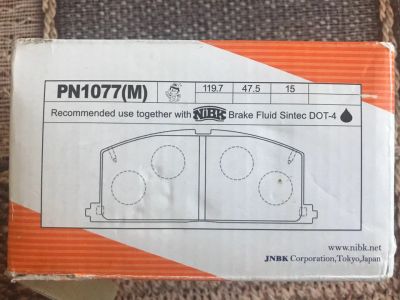 PN1077(M) 119.7 47.5 15
Recommended use together with NiBK Brake Fluid Sintec DOT-4
www.nibk.net
JNBK Corporation,Tokyo,Japan